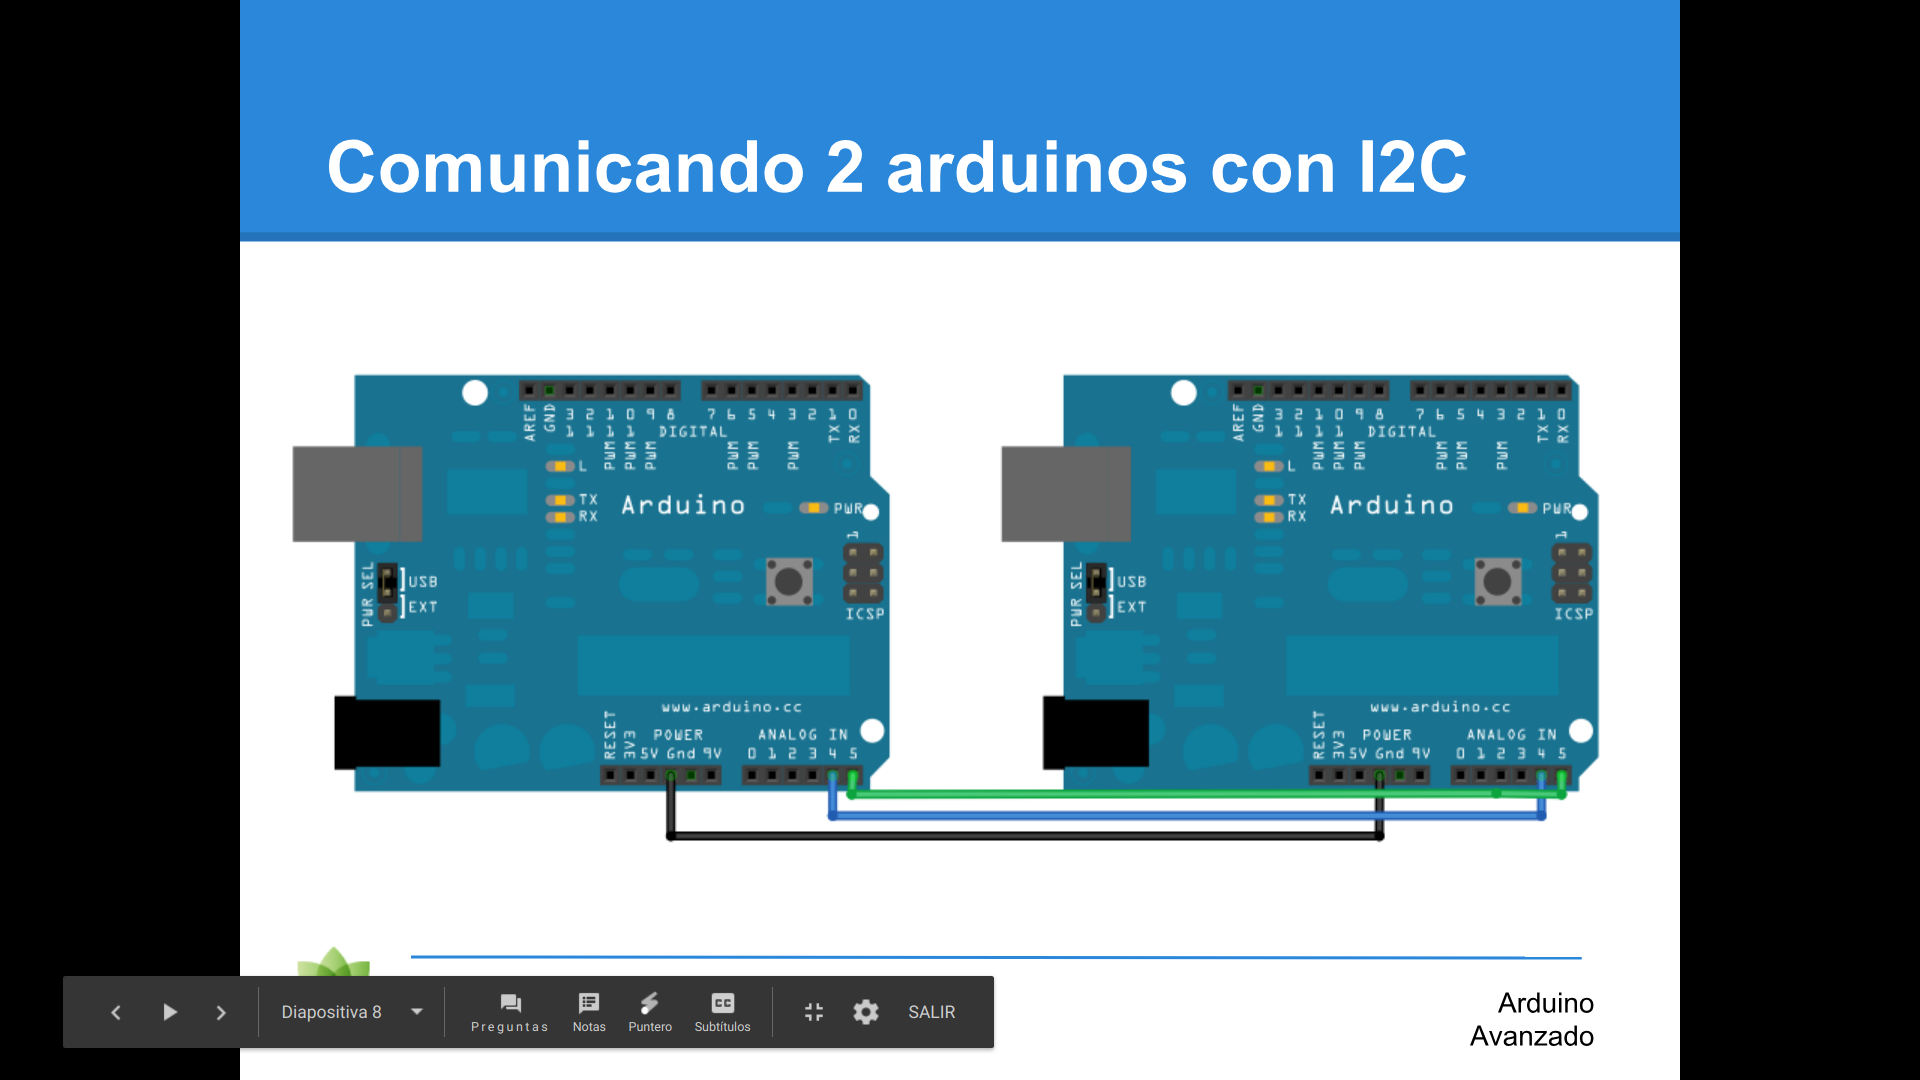 Comunicando 2 arduinos con I2C
AREF GND 13 12 11 10 9 8 7 6 5 4 3 2 TX 1 RX 0
DIGITAL
PWM PWM PWM PWM PWM PWM
L
TX
RX
Arduino
PWR
1
PWR SEL
USB
EXT
ICSP
www.arduino.cc
RESET 3V3
POWER
5V Gnd 9V
ANALOG IN
0 1 2 3 4 5
AREF GND 13 12 11 10 9 8 7 6 5 4 3 2 TX 1 RX 0
DIGITAL
PWM PWM PWM PWM PWM PWM
L
TX
RX
Arduino
PWR
1
PWR SEL
USB
EXT
ICSP
www.arduino.cc
RESET 3V3
POWER
5V Gnd 9V
ANALOG IN
0 1 2 3 4 5
Diapositiva 8
Preguntas
Notas
Puntero
CC
Subtítulos
SALIR
Arduino
Avanzado